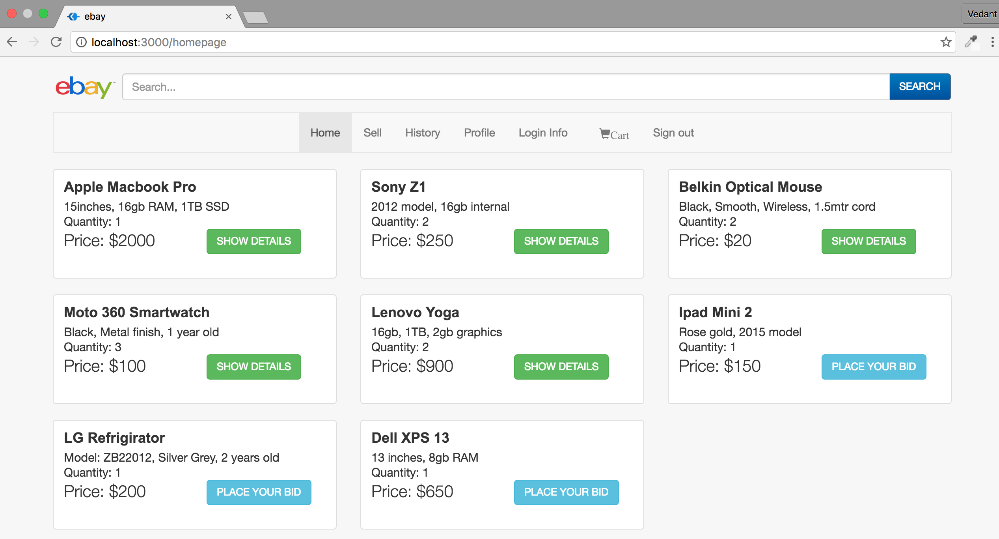 ebay
Vedant
localhost:3000/homepage
ebay™
Search...
SEARCH
Home
Sell
History
Profile
Login Info
Cart
Sign out
Apple Macbook Pro
15inches, 16gb RAM, 1TB SSD
Quantity: 1
Price: $2000
SHOW DETAILS
Sony Z1
2012 model, 16gb internal
Quantity: 2
Price: $250
SHOW DETAILS
Belkin Optical Mouse
Black, Smooth, Wireless, 1.5mtr cord
Quantity: 2
Price: $20
SHOW DETAILS
Moto 360 Smartwatch
Black, Metal finish, 1 year old
Quantity: 3
Price: $100
SHOW DETAILS
Lenovo Yoga
16gb, 1TB, 2gb graphics
Quantity: 2
Price: $900
SHOW DETAILS
Ipad Mini 2
Rose gold, 2015 model
Quantity: 1
Price: $150
PLACE YOUR BID
LG Refrigirator
Model: ZB22012, Silver Grey, 2 years old
Quantity: 1
Price: $200
PLACE YOUR BID
Dell XPS 13
13 inches, 8gb RAM
Quantity: 1
Price: $650
PLACE YOUR BID